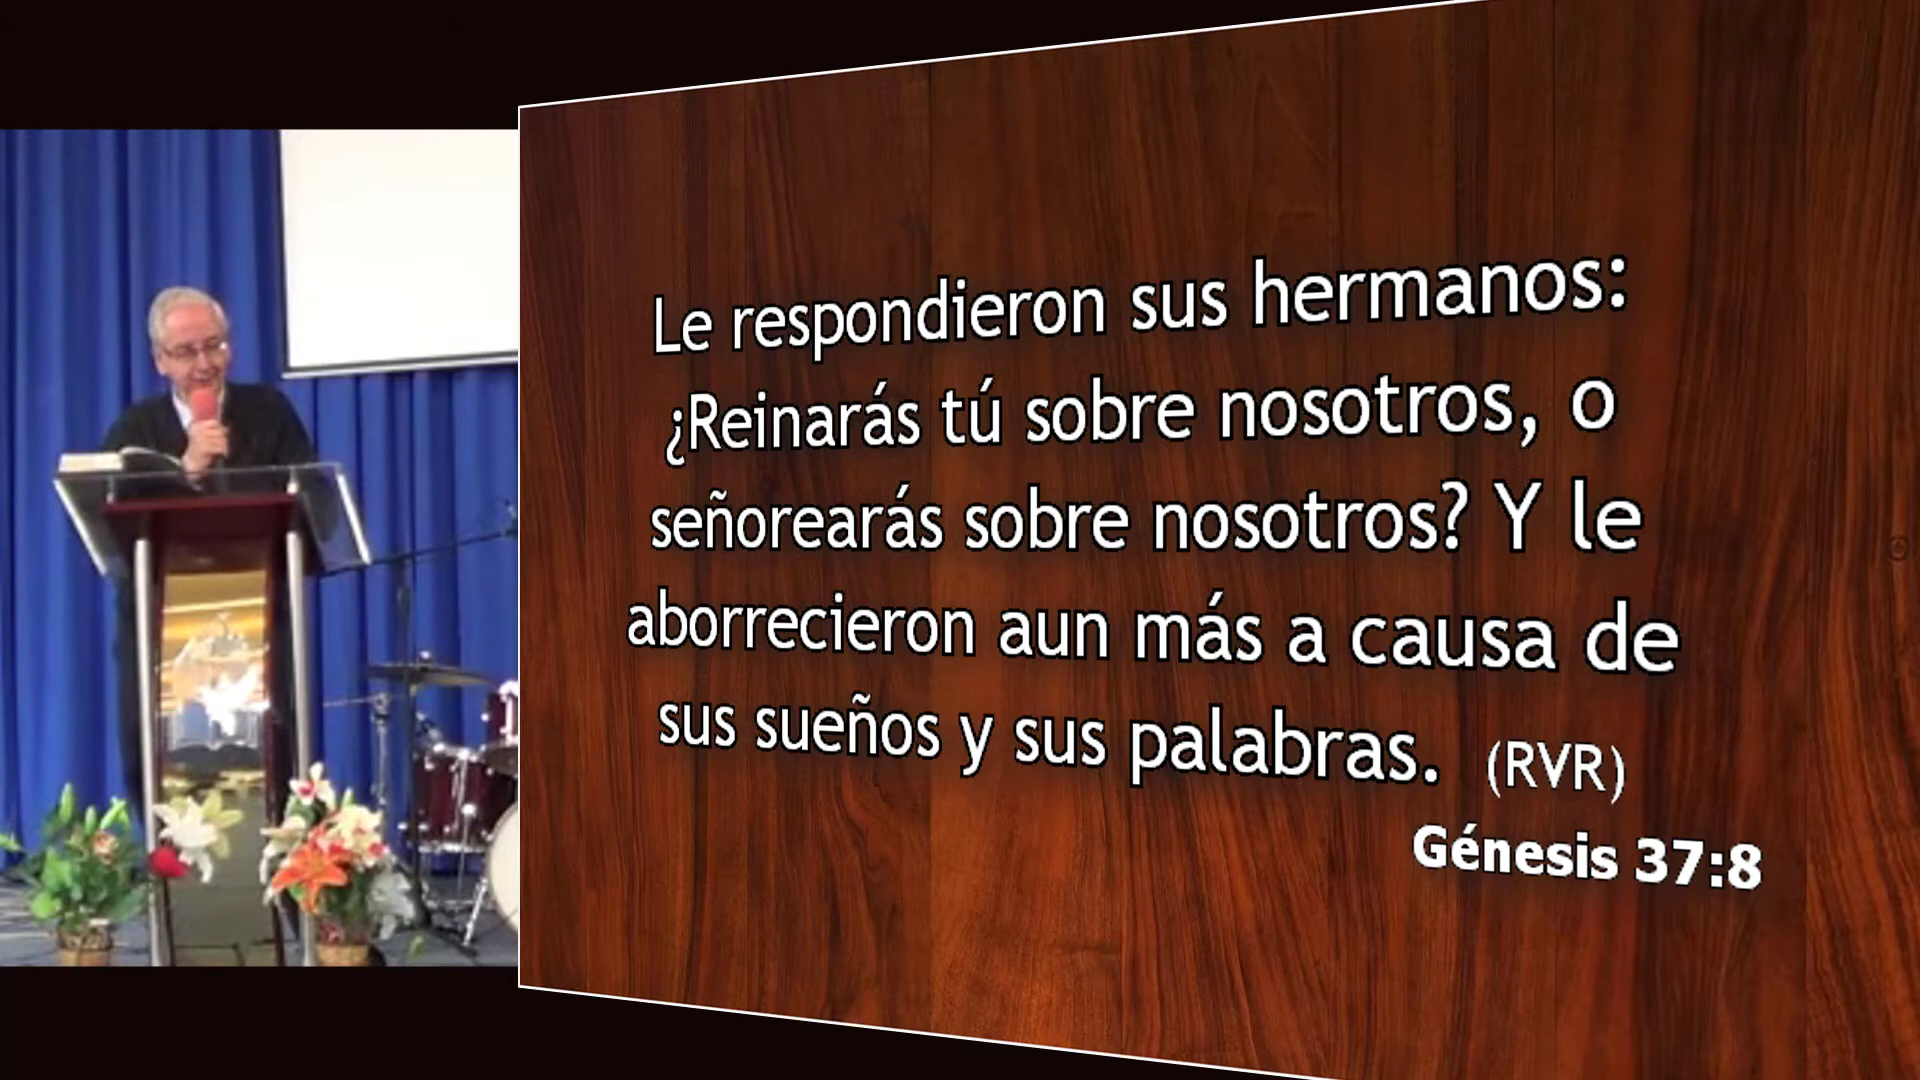 Le respondieron sus hermanos:
¿Reinarás tú sobre nosotros, o
señorearás sobre nosotros? Y le
aborrecieron aun más a causa de
sus sueños y sus palabras. (RVR)
Génesis 37:8